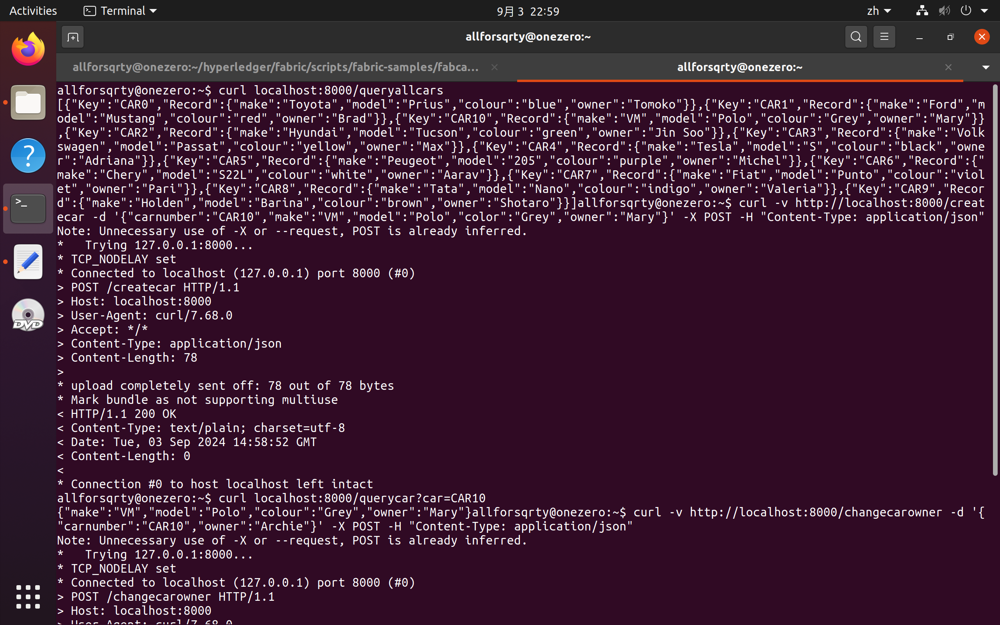 Activities
Terminal
9月 3 22:59
zh
allforsqrty@onezero:~
allforsqrty@onezero:~/hyperledger/fabric/scripts/fabric-samples/fabca...
allforsqrty@onezero:~
allforsqrty@onezero:~$ curl localhost:8000/queryallcars
[{"Key":"CAR0","Record":{"make":"Toyota","model":"Prius","colour":"blue","owner":"Tomoko"}},{"Key":"CAR1","Record":{"make":"Ford","m
odel":"Mustang","colour":"red","owner":"Brad"}},{"Key":"CAR10","Record":{"make":"VM","model":"Polo","colour":"Grey","owner":"Mary"}}
,{"Key":"CAR2","Record":{"make":"Hyundai","model":"Tucson","colour":"green","owner":"Jin Soo"}},{"Key":"CAR3","Record":{"make":"Volk
swagen","model":"Passat","colour":"yellow","owner":"Max"}},{"Key":"CAR4","Record":{"make":"Tesla","model":"S","colour":"black","owne
r":"Adriana"}},{"Key":"CAR5","Record":{"make":"Peugeot","model":"205","colour":"purple","owner":"Michel"}},{"Key":"CAR6","Record":{"
make":"Chery","model":"S22L","colour":"white","owner":"Aarav"}},{"Key":"CAR7","Record":{"make":"Fiat","model":"Punto","colour":"viol
et","owner":"Pari"}},{"Key":"CAR8","Record":{"make":"Tata","model":"Nano","colour":"indigo","owner":"Valeria"}},{"Key":"CAR9","Recor
d":{"make":"Holden","model":"Barina","colour":"brown","owner":"Shotaro"}}]allforsqrty@onezero:~$ curl -v http://localhost:8000/creat
ecar -d '{"carnumber":"CAR10","make":"VM","model":"Polo","color":"Grey","owner":"Mary"}' -X POST -H "Content-Type: application/json"
Note: Unnecessary use of -X or --request, POST is already inferred.
*   Trying 127.0.0.1:8000...
* TCP_NODELAY set
* Connected to localhost (127.0.0.1) port 8000 (#0)
> POST /createcar HTTP/1.1
> Host: localhost:8000
> User-Agent: curl/7.68.0
> Accept: */*
> Content-Type: application/json
> Content-Length: 78
>
* upload completely sent off: 78 out of 78 bytes
* Mark bundle as not supporting multiuse
< HTTP/1.1 200 OK
< Content-Type: text/plain; charset=utf-8
< Date: Tue, 03 Sep 2024 14:58:52 GMT
< Content-Length: 0
<
* Connection #0 to host localhost left intact
allforsqrty@onezero:~$ curl localhost:8000/querycar?car=CAR10
{"make":"VM","model":"Polo","colour":"Grey","owner":"Mary"}allforsqrty@onezero:~$ curl -v http://localhost:8000/changecarowner -d '{
"carnumber":"CAR10","owner":"Archie"}' -X POST -H "Content-Type: application/json"
Note: Unnecessary use of -X or --request, POST is already inferred.
*   Trying 127.0.0.1:8000...
* TCP_NODELAY set
* Connected to localhost (127.0.0.1) port 8000 (#0)
> POST /changecarowner HTTP/1.1
> Host: localhost:8000
> User-Agent: curl/7.68.0
DVD